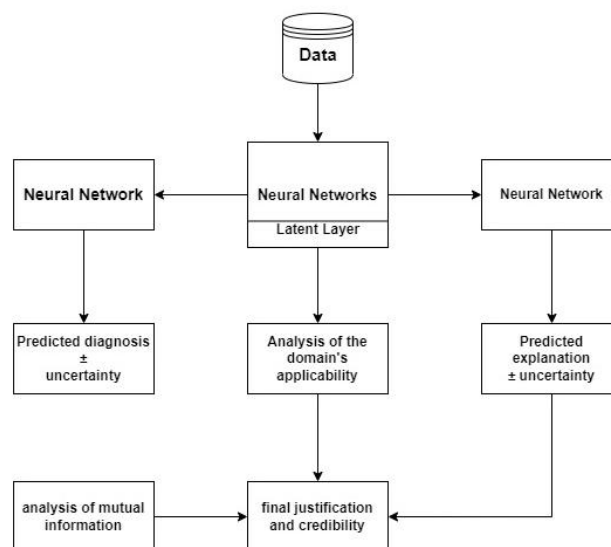 Data
Neural Network
Neural Networks
Neural Network
Latent Layer
Predicted diagnosis
±
uncertainty
Analysis of the
domain's
applicability
Predicted
explanation
± uncertainty
analysis of mutual
information
final justification
and credibility